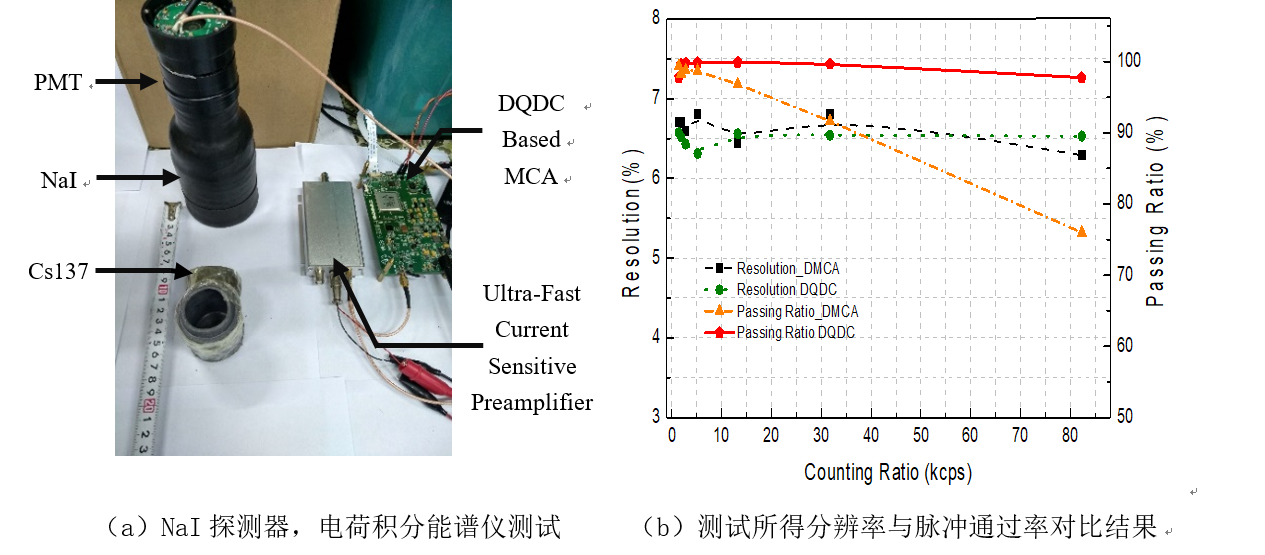 PMT
NaI
Cs137
DQDC
Based
MCA
Ultra-Fast
Current
Sensitive
Preamplifier
8
7
6
5
4
3
Resolution (%)
100
90
80
70
60
50
Passing Ratio (%)
Resolution_DMCA
Resolution DQDC
Passing Ratio_DMCA
Passing Ratio DQDC
0 10 20 30 40 50 60 70 80
Counting Ratio (kcps)
(a) NaI 探测器，电荷积分能谱仪测试
(b) 测试所得分辨率与脉冲通过率对比结果